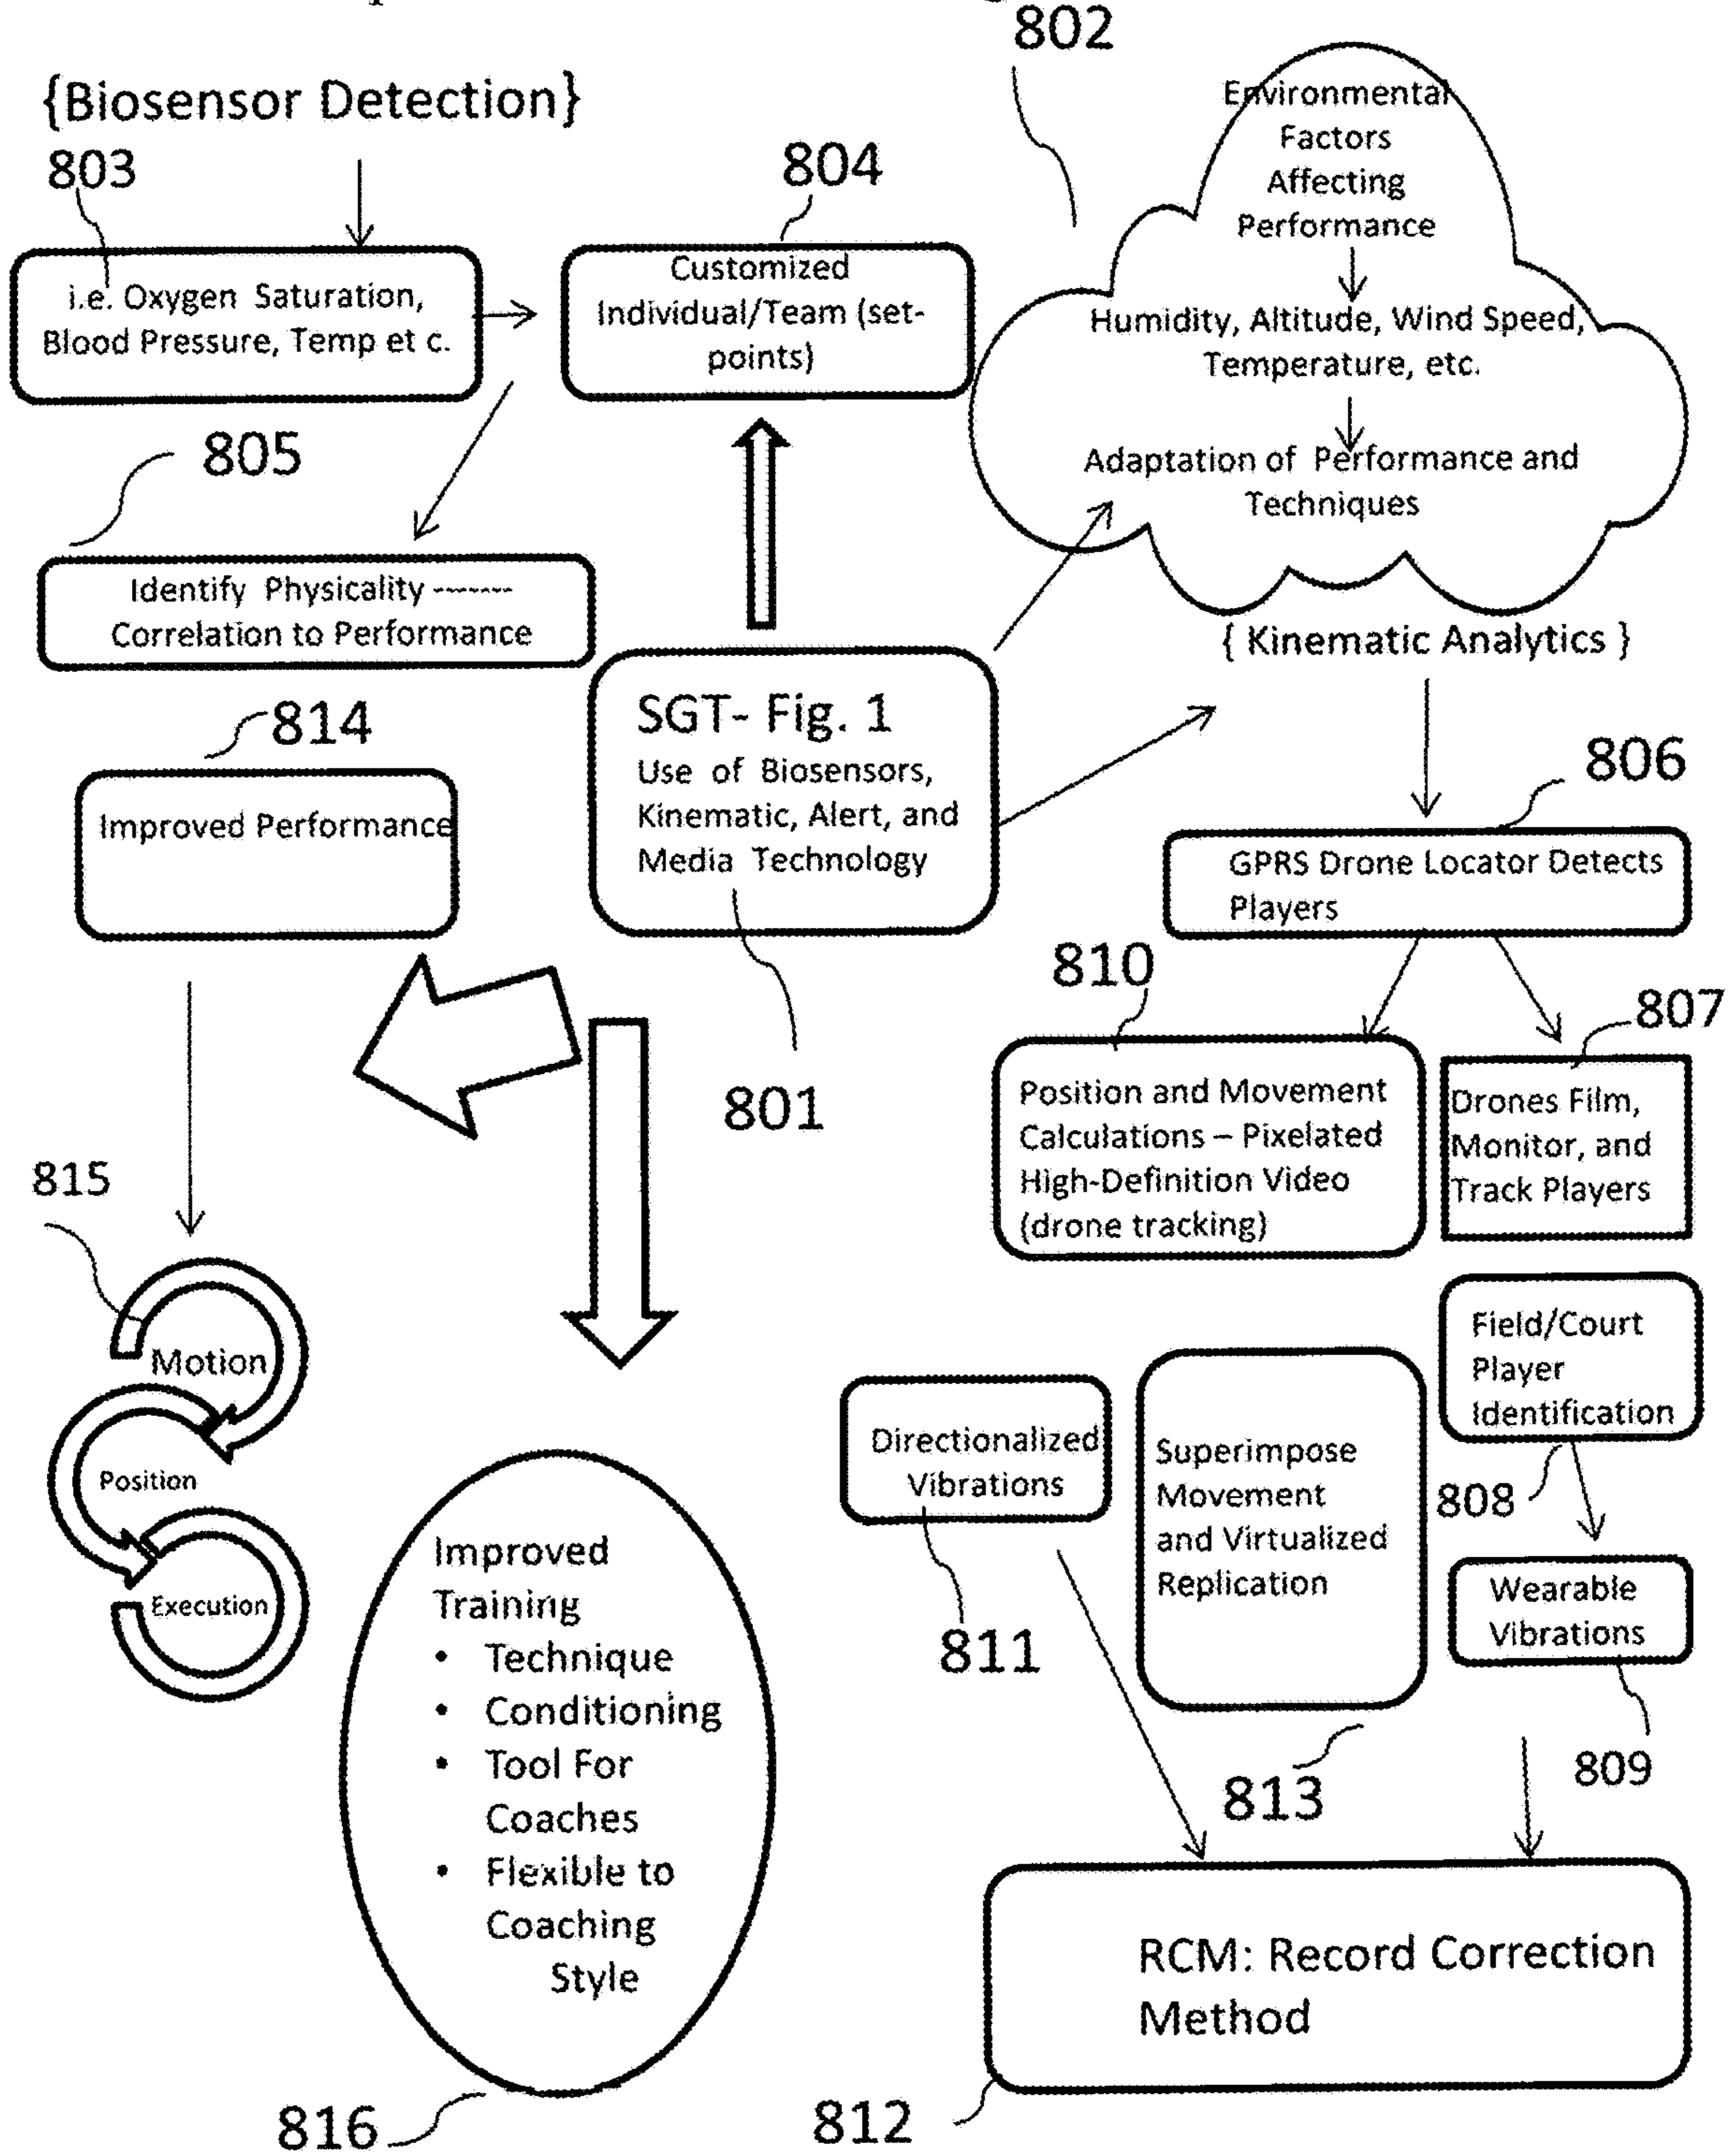 802
{Biosensor Detection}
803
i.e. Oxygen Saturation,
Blood Pressure, Temp et c.
804
Customized
Individual/Team (set-
points)
Environmental
Factors
Affecting
Performance
Humidity, Altitude, Wind Speed,
Temperature, etc.
Adaptation of Performance and
Techniques
805
Identify Physicality -------
Correlation to Performance
{ Kinematic Analytics }
814
Improved Performance
SGT- Fig. 1
Use of Biosensors,
Kinematic, Alert, and
Media Technology
801
806
GPRS Drone Locator Detects
Players
810
Position and Movement
Calculations – Pixelated
High-Definition Video
(drone tracking)
807
Drones Film,
Monitor, and
Track Players
815
Motion
Position
Execution
Field/Court
Player
Identification
808
Directionalized
Vibrations
811
Superimpose
Movement
and Virtualized
Replication
813
Wearable
Vibrations
809
Improved
Training
• Technique
• Conditioning
• Tool For
Coaches
• Flexible to
Coaching
Style
816
RCM: Record Correction
Method
812